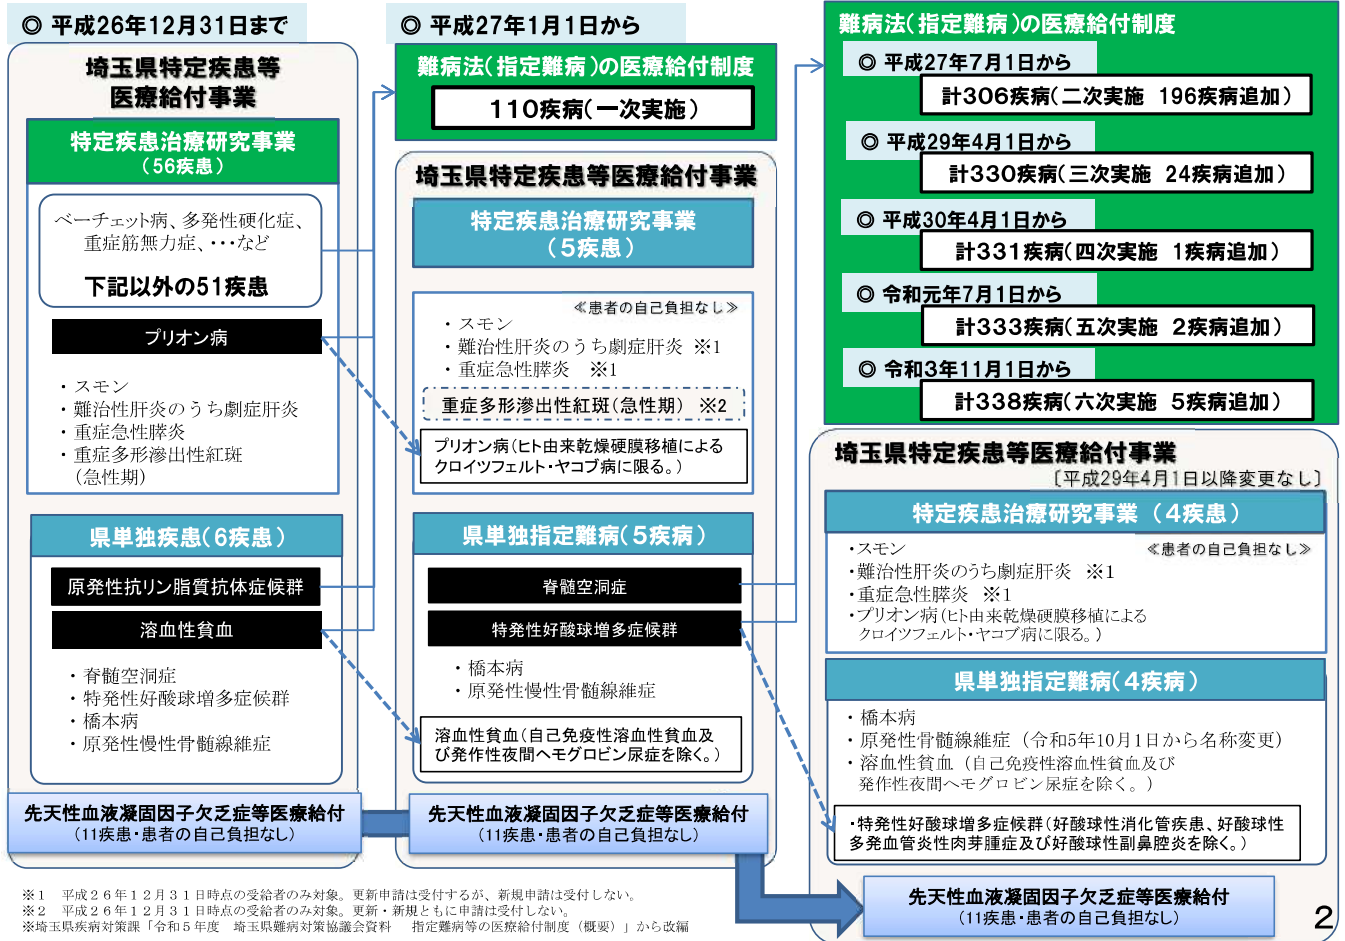 ◎ 平成26年12月31日まで
埼玉県特定疾患等
医療給付事業
特定疾患治療研究事業
(56疾患)
ベーチェット病、多発性硬化症、
重症筋無力症、・・・など
下記以外の51疾患
プリオン病
・スモン
・難治性肝炎のうち劇症肝炎
・重症急性膵炎
・重症多形滲出性紅斑
(急性期)
県単独疾患(6疾患)
原発性抗リン脂質抗体症候群
溶血性貧血
・脊髄空洞症
・特発性好酸球増多症候群
・橋本病
・原発性慢性骨髄線維症
先天性血液凝固因子欠乏症等医療給付
(11疾患・患者の自己負担なし)
◎ 平成27年1月1日から
難病法(指定難病)の医療給付制度
110疾病(一次実施)
埼玉県特定疾患等医療給付事業
特定疾患治療研究事業
(5疾患)
≪患者の自己負担なし≫
・スモン
・難治性肝炎のうち劇症肝炎 ※1
・重症急性膵炎 ※1
重症多形滲出性紅斑(急性期) ※2
プリオン病(ヒト由来乾燥硬膜移植による
クロイツフェルト・ヤコブ病に限る。)
県単独指定難病(5疾病)
脊髄空洞症
特発性好酸球増多症候群
・橋本病
・原発性慢性骨髄線維症
溶血性貧血(自己免疫性溶血性貧血及
び発作性夜間ヘモグロビン尿症を除く。)
先天性血液凝固因子欠乏症等医療給付
(11疾患・患者の自己負担なし)
難病法(指定難病)の医療給付制度
◎ 平成27年7月1日から
計306疾病(二次実施 196疾病追加)
◎ 平成29年4月1日から
計330疾病(三次実施 24疾病追加)
◎ 平成30年4月1日から
計331疾病(四次実施 1疾病追加)
◎ 令和元年7月1日から
計333疾病(五次実施 2疾病追加)
◎ 令和3年11月1日から
計338疾病(六次実施 5疾病追加)
埼玉県特定疾患等医療給付事業
〔平成29年4月1日以降変更なし〕
特定疾患治療研究事業 (4疾患)
・スモン ≪患者の自己負担なし≫
・難治性肝炎のうち劇症肝炎 ※1
・重症急性膵炎 ※1
・プリオン病(ヒト由来乾燥硬膜移植による
クロイツフェルト・ヤコブ病に限る。)
県単独指定難病(4疾病)
・橋本病
・原発性骨髄線維症(令和5年10月1日から名称変更)
・溶血性貧血(自己免疫性溶血性貧血及び
発作性夜間ヘモグロビン尿症を除く。)
・特発性好酸球増多症候群(好酸球性消化管疾患、好酸球性
多発血管炎性肉芽腫症及び好酸球性副鼻腔炎を除く。)
先天性血液凝固因子欠乏症等医療給付
(11疾患・患者の自己負担なし)
※1 平成26年12月31日時点の受給者のみ対象。更新申請は受付するが、新規申請は受付しない。
※2 平成26年12月31日時点の受給者のみ対象。更新・新規ともに申請は受付しない。
※埼玉県疾病対策課「令和5年度 埼玉県難病対策協議会資料 指定難病等の医療給付制度(概要)」から改編
2